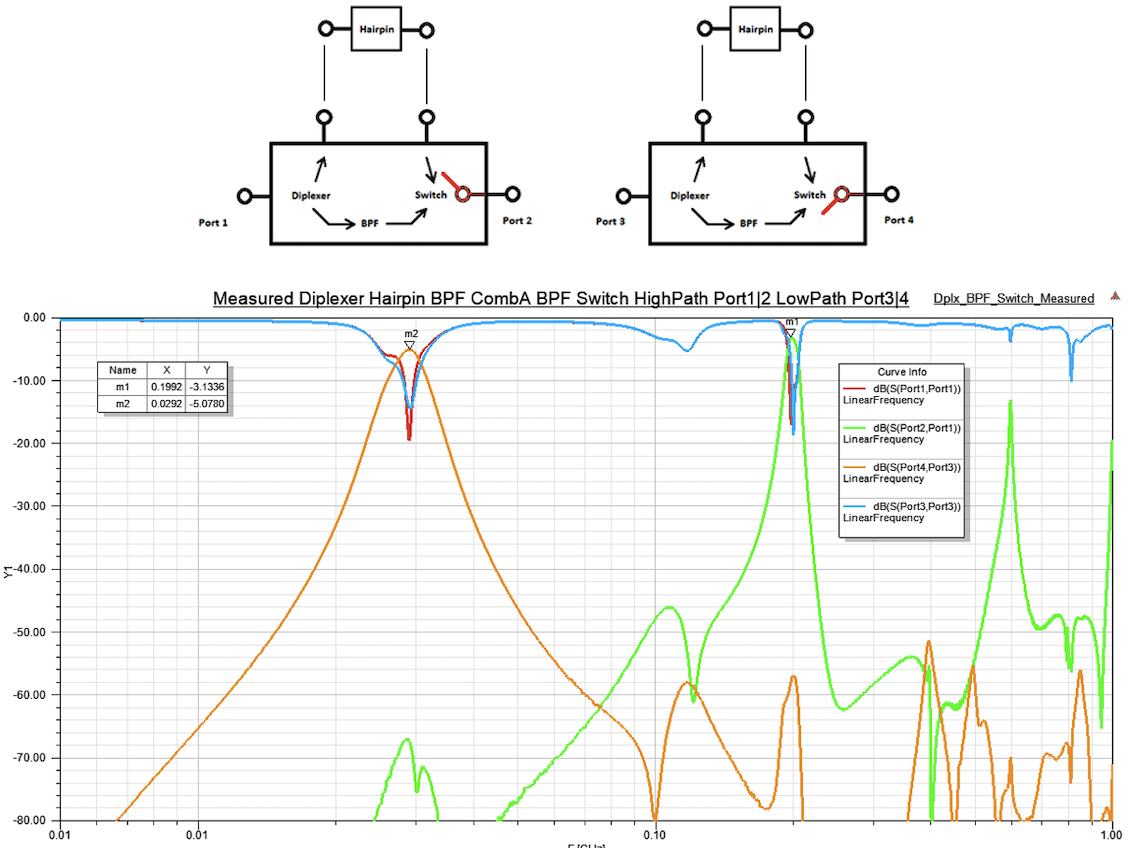 Hairpin
Hairpin
Diplexer
Switch
BPF
Port 1
Port 2
Diplexer
Switch
BPF
Port 3
Port 4
Measured Diplexer Hairpin BPF CombA BPF Switch HighPath Port1|2 LowPath Port3|4
Dplx_BPF_Switch_Measured
m1
m2
Name X Y
m1 0.1992 -3.1336
m2 0.0292 -5.0780
Curve Info
dB(S(Port1,Port1))
LinearFrequency
dB(S(Port2,Port1))
LinearFrequency
dB(S(Port4,Port3))
LinearFrequency
dB(S(Port3,Port3))
LinearFrequency
0.00
-10.00
-20.00
-30.00
-40.00
-50.00
-60.00
-70.00
-80.00
Y1
0.01 0.01 0.10 1.00